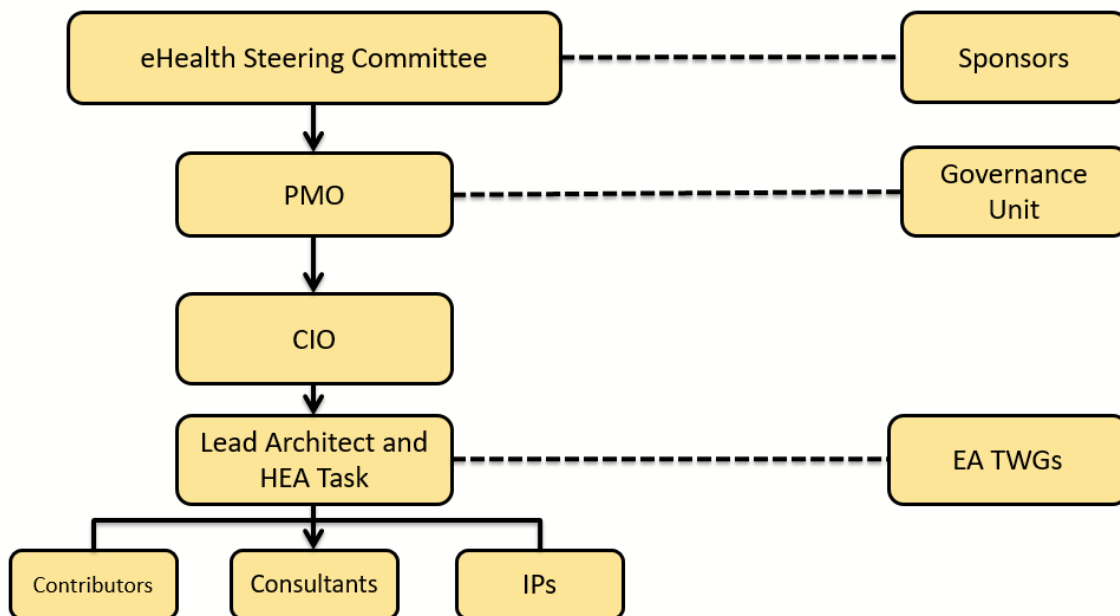 eHealth Steering Committee
Sponsors
PMO
Governance
Unit
CIO
Lead Architect and
HEA Task
EA TWGs
Contributors
Consultants
IPs